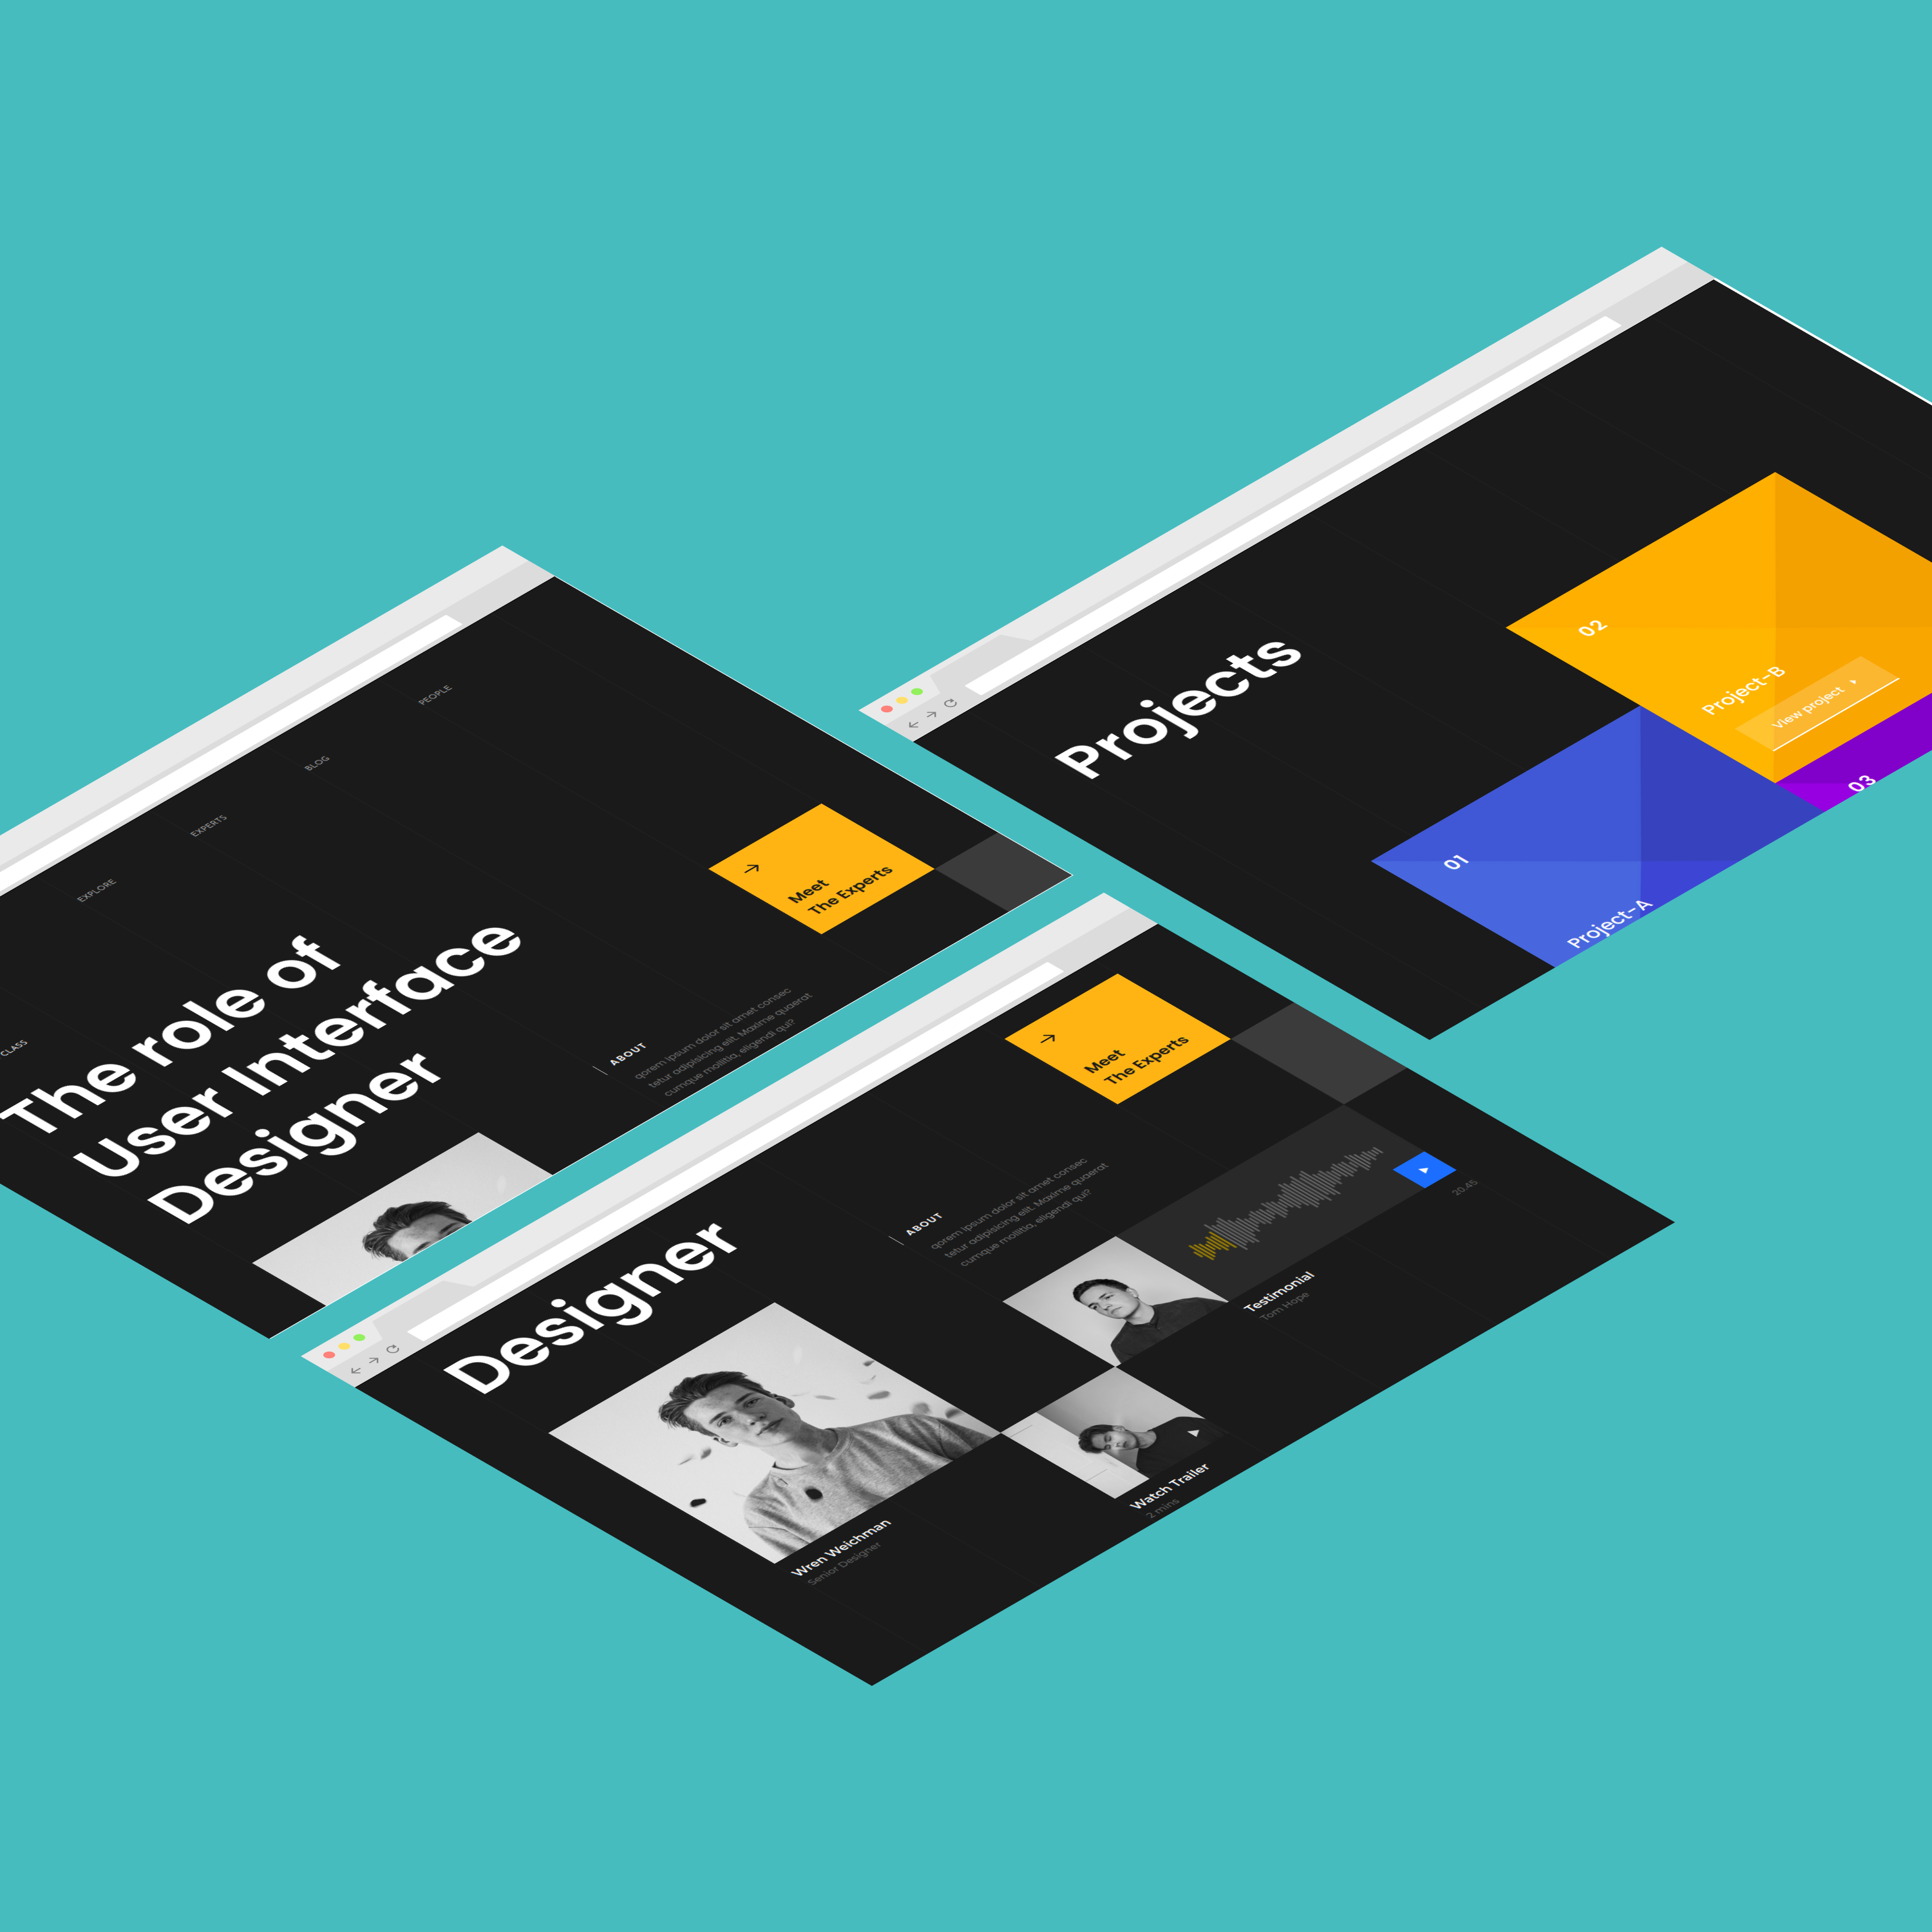 PEOPLE
BLOG
EXPERTS
EXPLORE
CLASS
The role of
User Interface
Designer
Meet
The Experts
ABOUT
qorem ipsum dolor sit amet consec
tetur adipisicing elit. Maxime quaerat
cumque mollitia, eligendi qui?
Projects
02
Project-B
View project
01
Project-A
03
Designer
Meet
The Experts
ABOUT
qorem ipsum dolor sit amet consec
tetur adipisicing elit. Maxime quaerat
cumque mollitia, eligendi qui?
20.45
Testimonial
Tom Hope
Watch Trailer
2 mins
Wren Weichman
Senior Designer